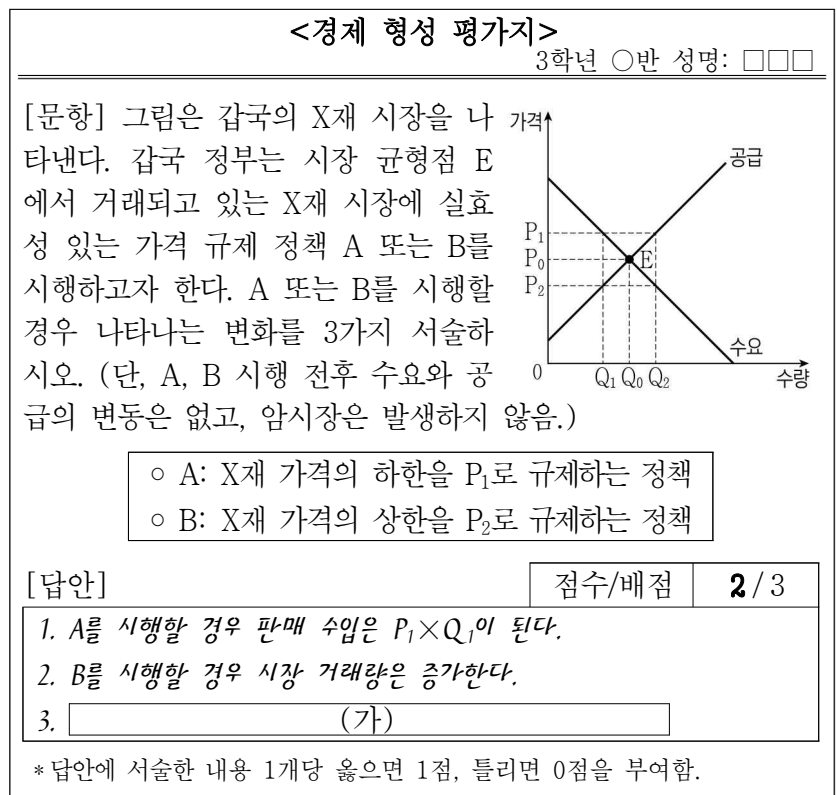 <경제 형성 평가지>
3학년 ○반 성명: □□□
[문항] 그림은 갑국의 X재 시장을 나
타낸다. 갑국 정부는 시장 균형점 E
에서 거래되고 있는 X재 시장에 실효
성 있는 가격 규제 정책 A 또는 B를
시행하고자 한다. A 또는 B를 시행할
경우 나타나는 변화를 3가지 서술하
시오. (단, A, B 시행 전후 수요와 공
급의 변동은 없고, 암시장은 발생하지 않음.)
가격
공급
P₁
P₀
E
P₂
수요
0
Q₁ Q₀ Q₂
수량
○ A: X재 가격의 하한을 P₁로 규제하는 정책
○ B: X재 가격의 상한을 P₂로 규제하는 정책
[답안]
점수/배점
2/3
1. A를 시행할 경우 판매 수입은 P₁×Q₁이 된다.
2. B를 시행할 경우 시장 거래량은 증가한다.
3. (가)
* 답안에 서술한 내용 1개당 옳으면 1점, 틀리면 0점을 부여함.